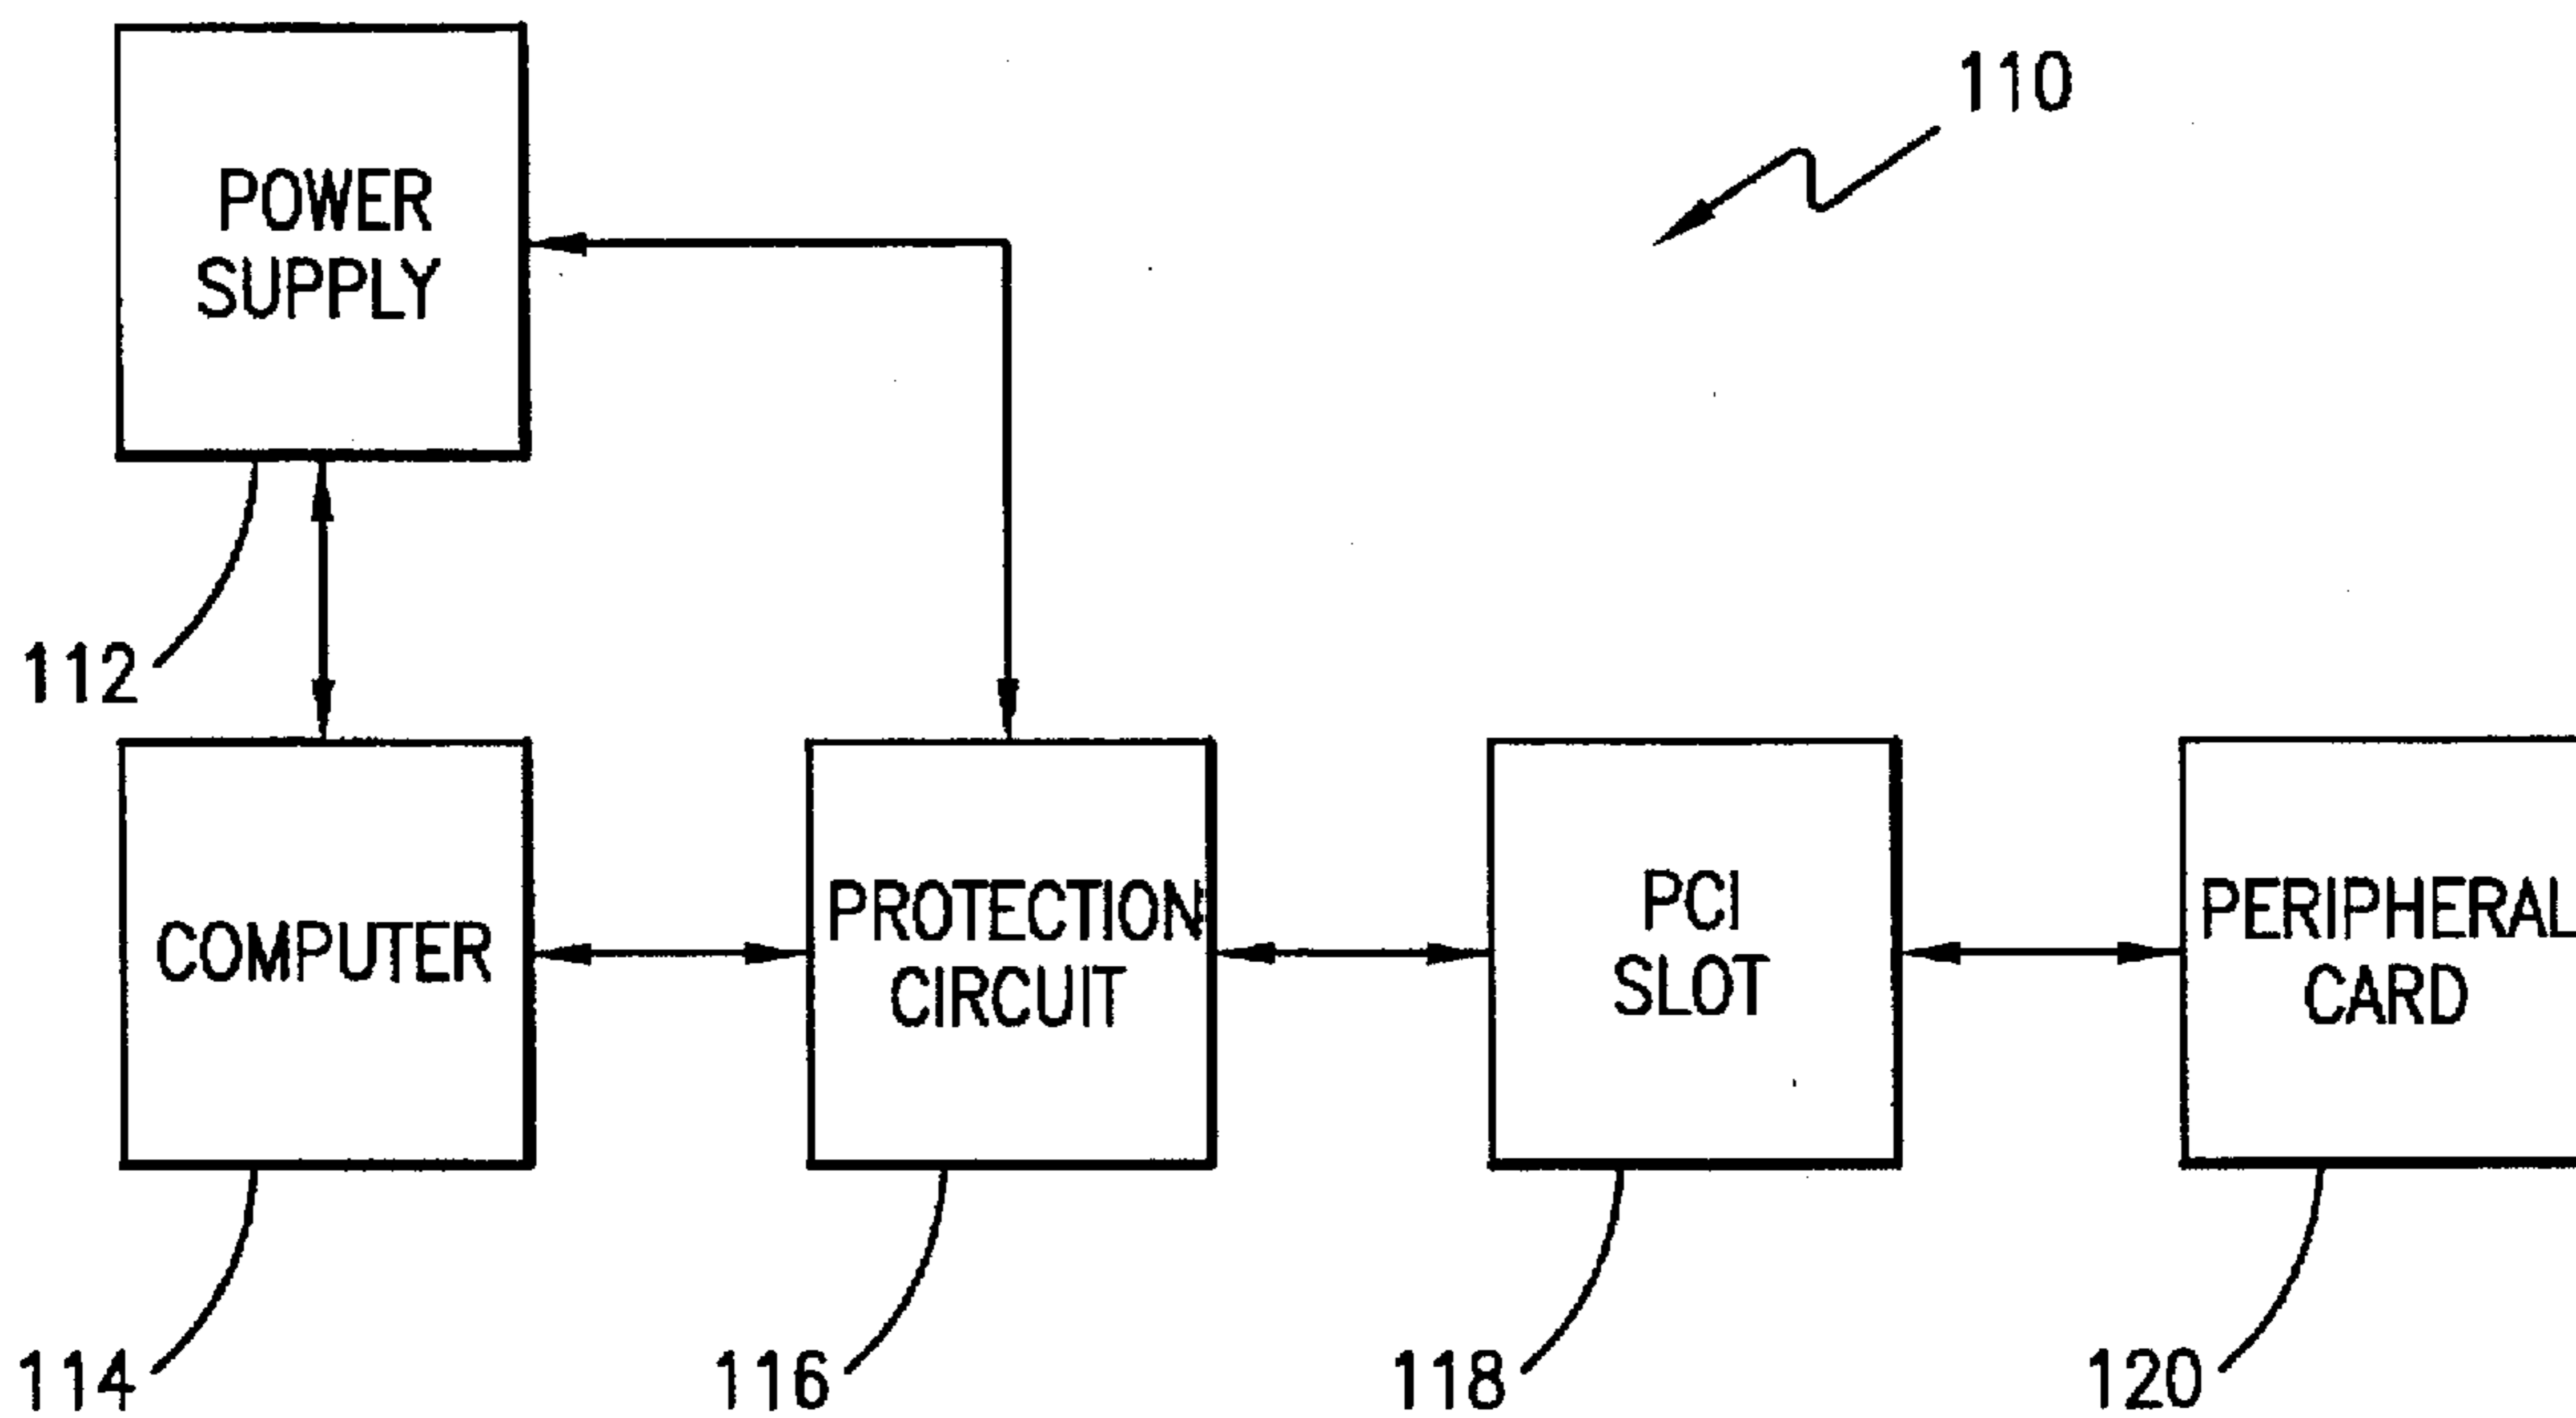 110
POWER
SUPPLY
112
COMPUTER
PROTECTION
CIRCUIT
PCI
SLOT
PERIPHERAL
CARD
114
116
118
120